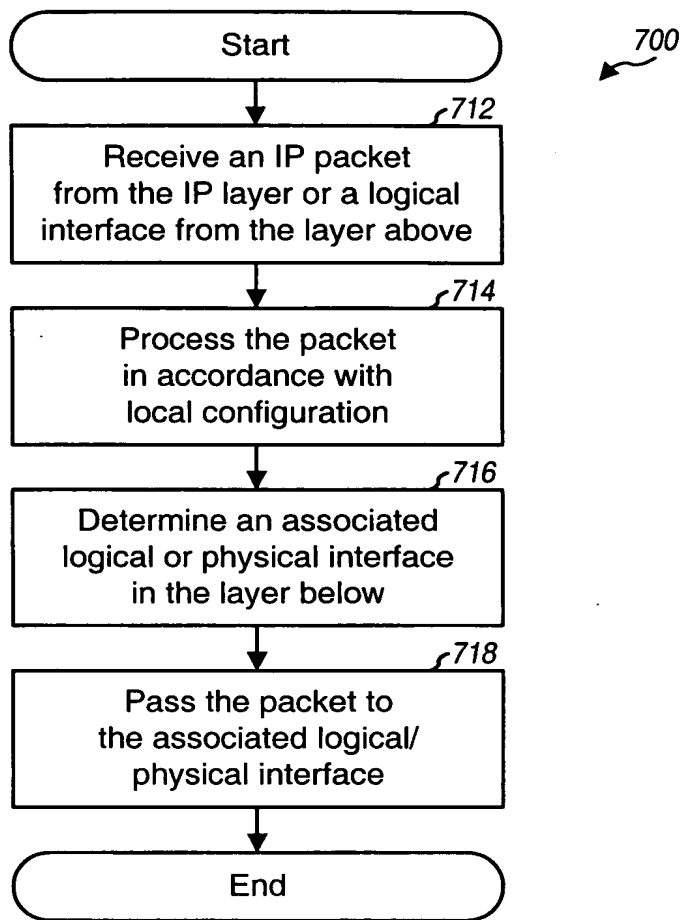 Start
700
712
Receive an IP packet
from the IP layer or a logical
interface from the layer above
714
Process the packet
in accordance with
local configuration
716
Determine an associated
logical or physical interface
in the layer below
718
Pass the packet to
the associated logical/
physical interface
End